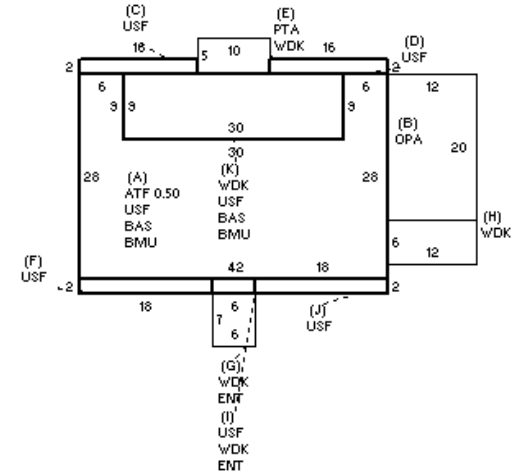 (C)
USF
(E)
PTA
WDK
16
5
10
16
(D)
USF
2
2
6
6
12
9
9
9
(B)
OPA
20
30
30
28
(A)
ATF 0.50
USF
BAS
BMU
(K)
WDK
USF
BAS
BMU
28
(H)
WDK
6
12
(F)
USF
42
18
2
2
18
6
7
6
(J)
USF
(G)
WDK
ENT
(I)
USF
WDK
ENT